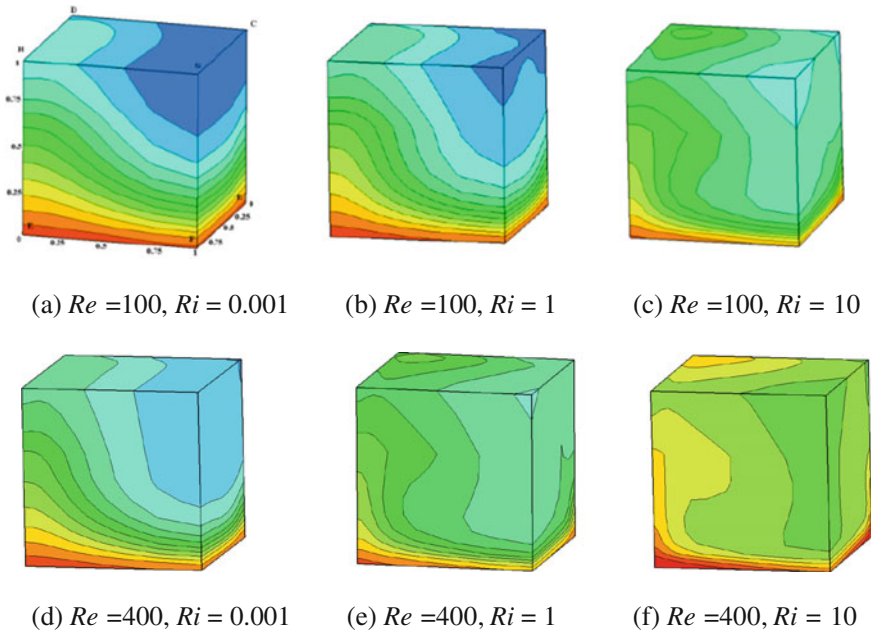 D
C
H
G
1
0.75
0.5
0.25
0
E
F
0.25
0.5
0.75
1
0.75
0.5
0.25
(a) Re =100, Ri = 0.001
(b) Re =100, Ri = 1
(c) Re =100, Ri = 10
(d) Re =400, Ri = 0.001
(e) Re =400, Ri = 1
(f) Re =400, Ri = 10